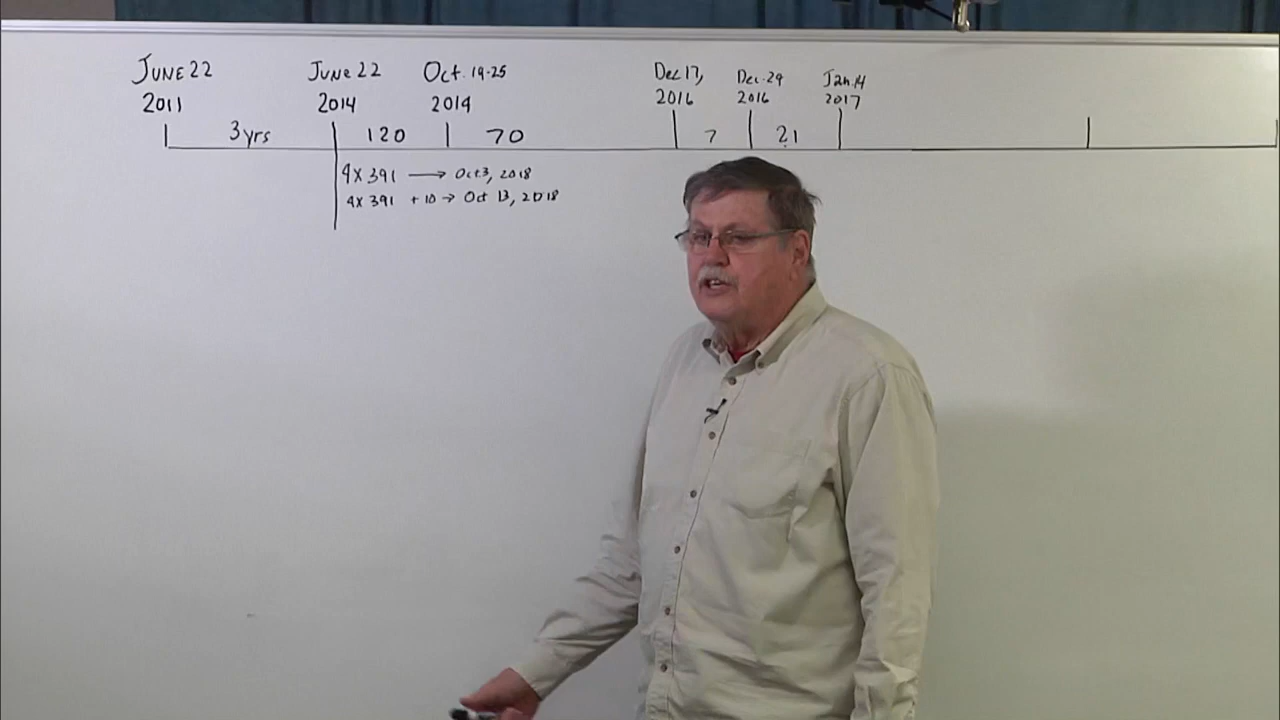 JUNE 22 JUNE 22 Oct. 19-25 Dec 17, Dec. 29 Jan. 14
2011 2014 2014 2016 2016 2017
3yrs 120 70 7 21
4 X 391 → Oct 3, 2018
4X 391 + 10 → Oct 13, 2018